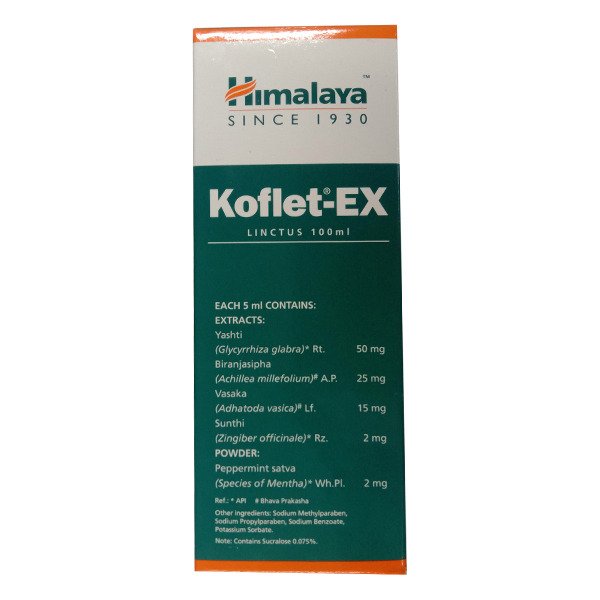 Himalaya™
SINCE 1930
Koflet®-EX
LINCTUS 100ml
EACH 5 ml CONTAINS:
EXTRACTS:
Yashti
(Glycyrrhiza glabra)* Rt. 50 mg
Biranjasipha
(Achillea millefolium)# A.P. 25 mg
Vasaka
(Adhatoda vasica)# Lf. 15 mg
Sunthi
(Zingiber officinale)* Rz. 2 mg
POWDER:
Peppermint satva
(Species of Mentha)* Wh.Pl. 2 mg
Ref.: * API # Bhava Prakasha
Other ingredients: Sodium Methylparaben,
Sodium Propylparaben, Sodium Benzoate,
Potassium Sorbate.
Note: Contains Sucralose 0.075%.